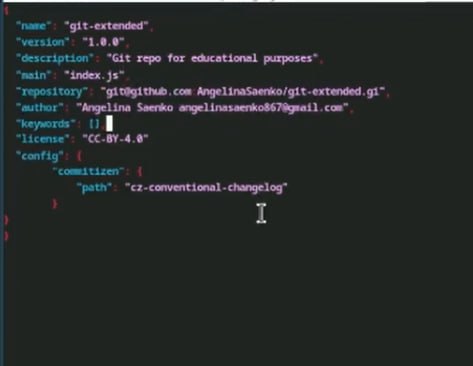 {
"name": "git-extended",
"version": "1.0.0",
"description": "Git repo for educational purposes",
"main": "index.js",
"repository": "git@github.com:AngelinaSaenko/git-extended.gi",
"author": "Angelina Saenko angelinasaenko867@gmail.com",
"keywords": [],
"license": "CC-BY-4.0"
"config": {
"commitizen": {
"path": "cz-conventional-changelog"
}
}
}